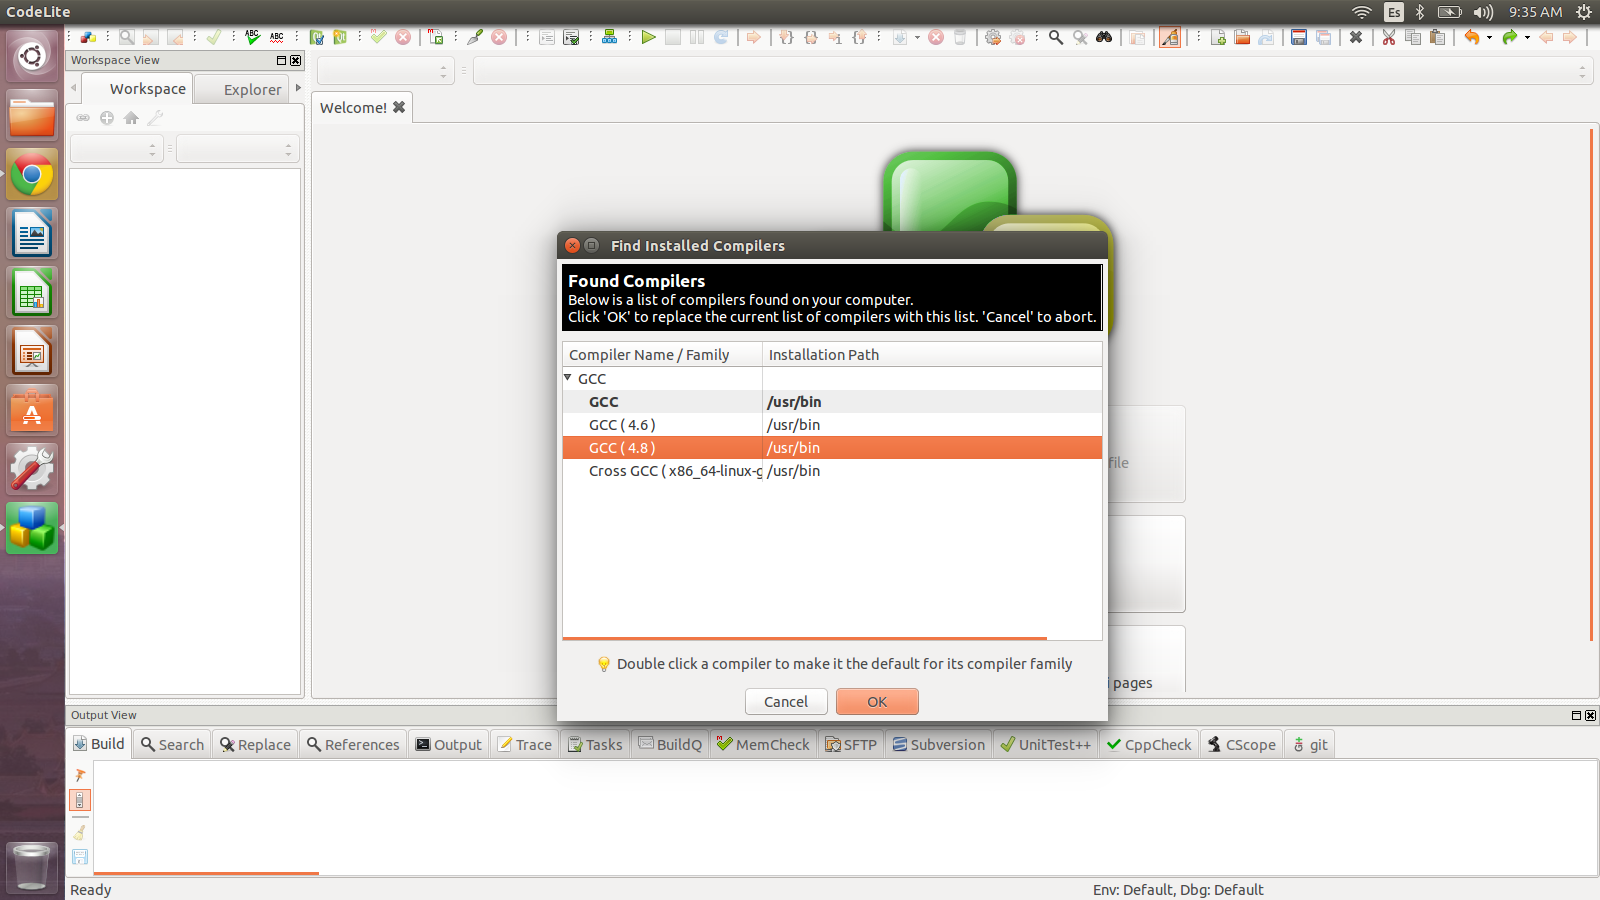 CodeLite
Es
9:35 AM
Workspace View
Workspace
Explorer
Welcome!
ABC
ABC
Find Installed Compilers
Found Compilers
Below is a list of compilers found on your computer.
Click 'OK' to replace the current list of compilers with this list. 'Cancel' to abort.
Compiler Name / Family
Installation Path
GCC
GCC
/usr/bin
GCC ( 4.6 )
/usr/bin
GCC ( 4.8 )
/usr/bin
Cross GCC ( x86_64-linux-g
/usr/bin
file
i pages
Double click a compiler to make it the default for its compiler family
Cancel
OK
Output View
Build
Search
Replace
References
Output
Trace
Tasks
BuildQ
MemCheck
SFTP
Subversion
UnitTest++
CppCheck
CScope
git
Ready
Env: Default, Dbg: Default